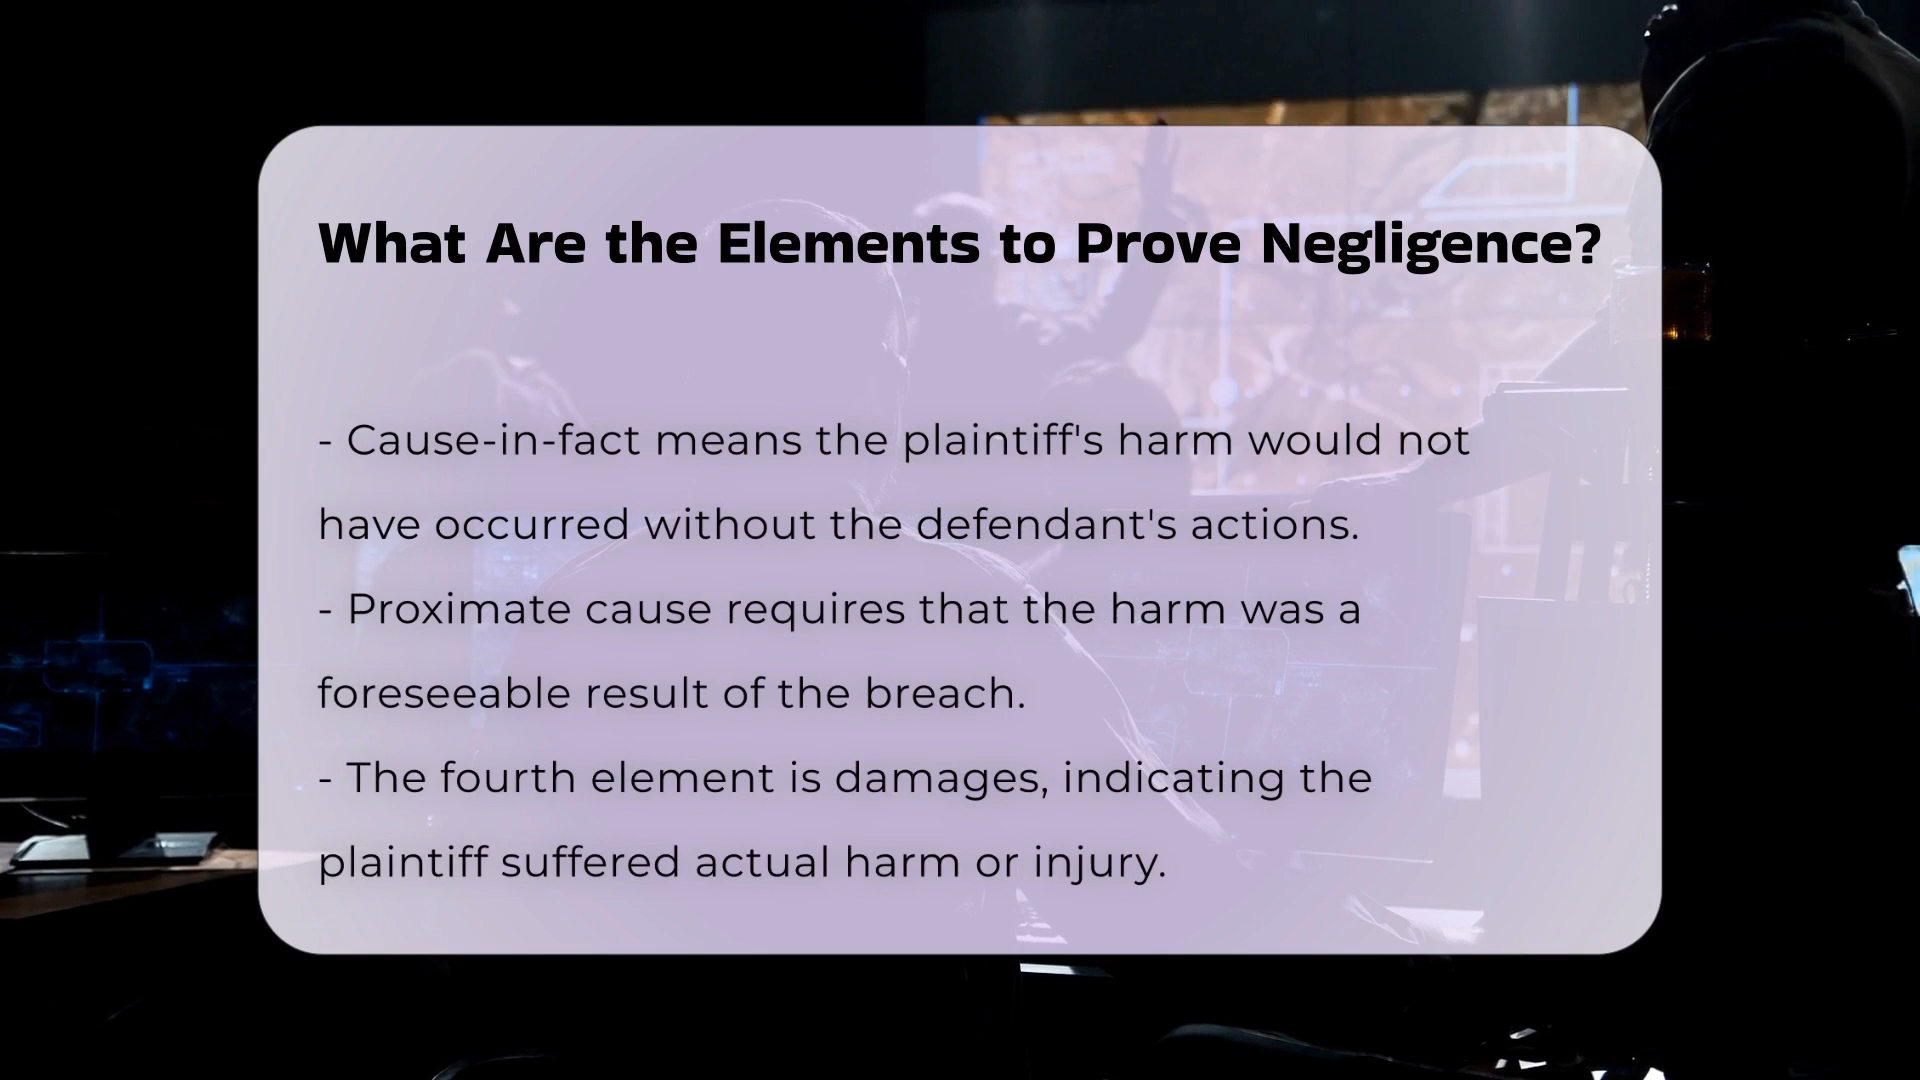 What Are the Elements to Prove Negligence?
- Cause-in-fact means the plaintiff's harm would not
have occurred without the defendant's actions.
- Proximate cause requires that the harm was a
foreseeable result of the breach.
- The fourth element is damages, indicating the
plaintiff suffered actual harm or injury.